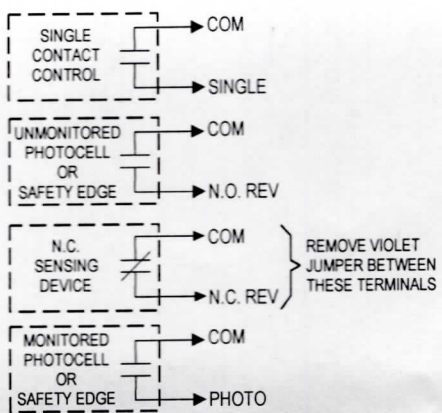 SINGLE
CONTACT
CONTROL
COM
SINGLE
UNMONITORED
PHOTOCELL
OR
SAFETY EDGE
COM
N.O. REV
N.C.
SENSING
DEVICE
COM
N.C. REV
REMOVE VIOLET
JUMPER BETWEEN
THESE TERMINALS
MONITORED
PHOTOCELL
OR
SAFETY EDGE
COM
PHOTO